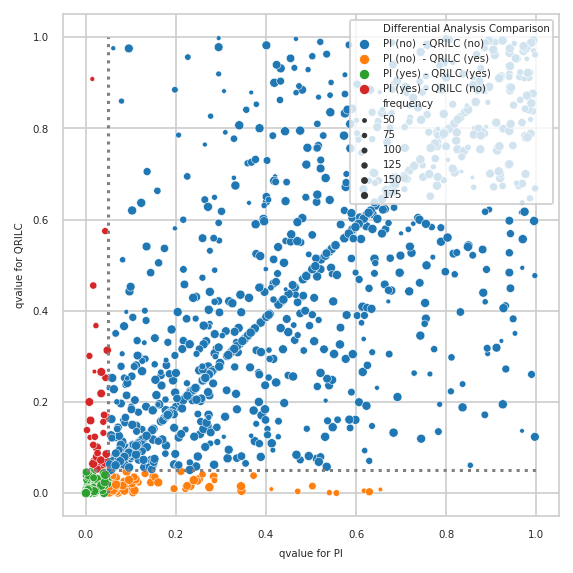 Differential Analysis Comparison
PI (no) - QRILC (no)
PI (no) - QRILC (yes)
PI (yes) - QRILC (yes)
PI (yes) - QRILC (no)
frequency
50
75
100
125
150
175
qvalue for QRILC
1.0
0.8
0.6
0.4
0.2
0.0
0.0 0.2 0.4 0.6 0.8 1.0
qvalue for PI